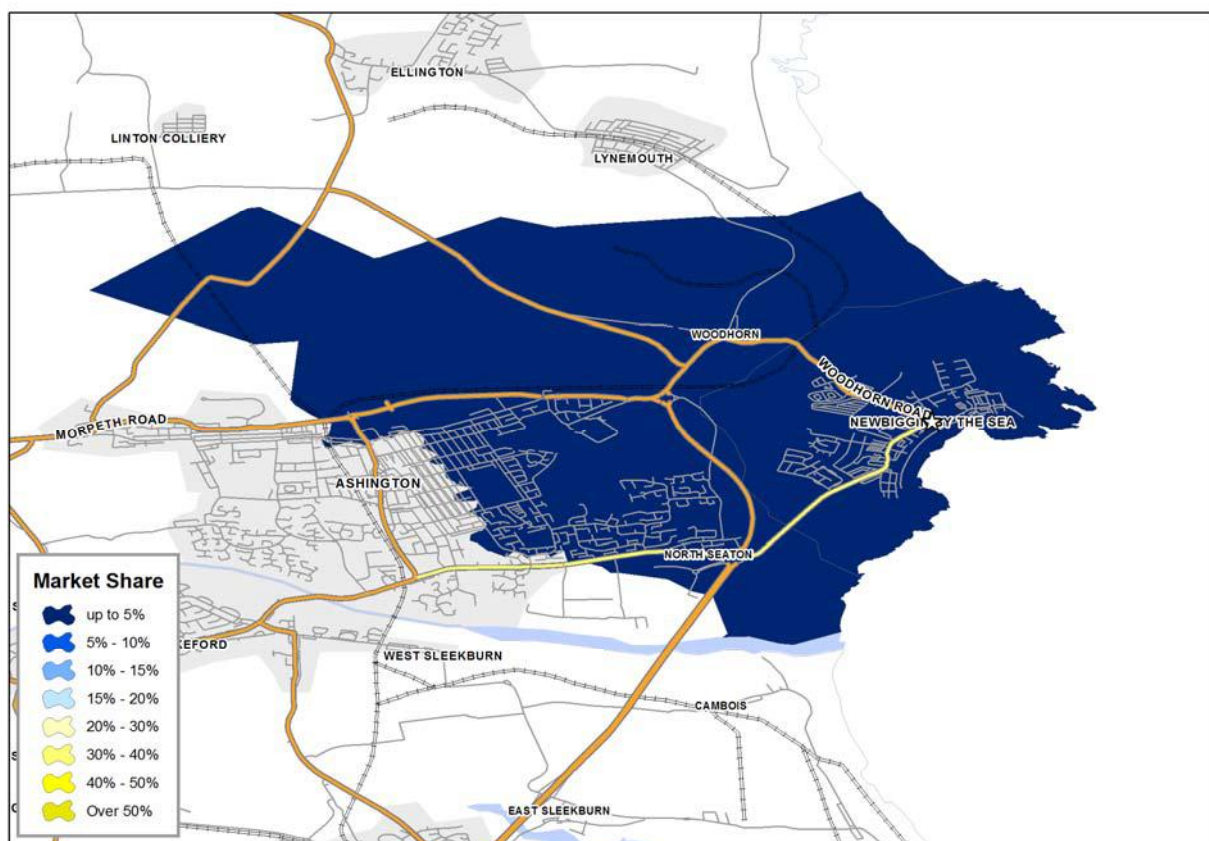 ELLINGTON
LINTON COLLIERY
LYNEMOUTH
WOODHORN
WOODHORN ROAD
MORPETH ROAD
ASHINGTON
NORTH SEATON
WEST SLEEKBURN
CAMBOIS
EAST SLEEKBURN
Market Share
up to 5%
5% - 10%
10% - 15%
15% - 20%
20% - 30%
30% - 40%
40% - 50%
Over 50%
KEFORD
BY THE SEA